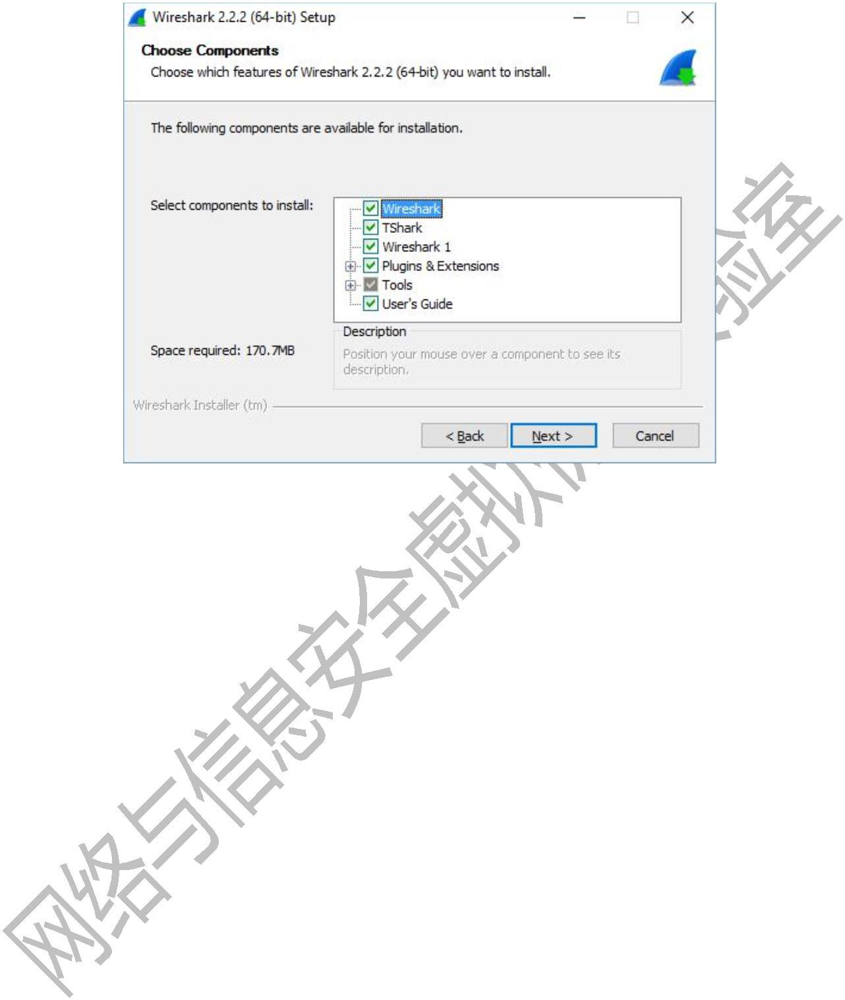 Wireshark 2.2.2 (64-bit) Setup
Choose Components
Choose which features of Wireshark 2.2.2 (64-bit) you want to install.
The following components are available for installation.
Select components to install:
Wireshark
TShark
Wireshark 1
Plugins & Extensions
Tools
User's Guide
Space required: 170.7MB
Description
Position your mouse over a component to see its
description.
Wireshark Installer (tm)
< Back
Next >
Cancel
网络与信息安全虚拟验室